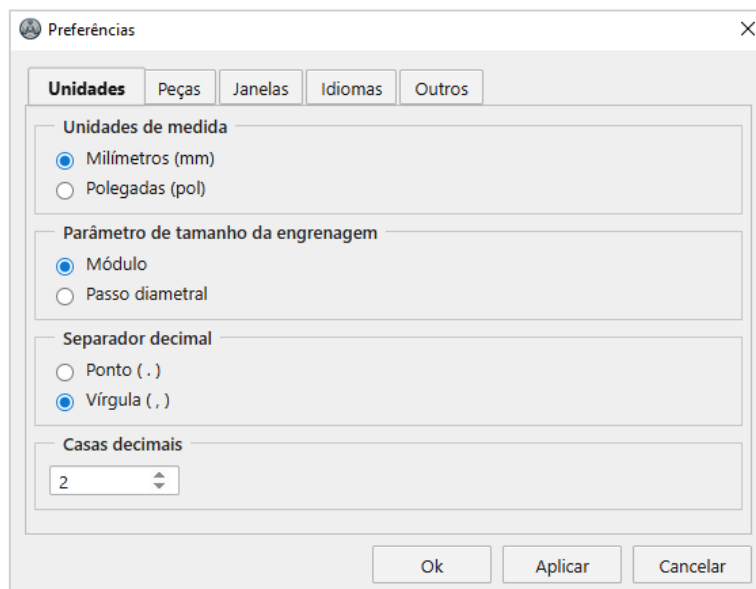 Preferências
Unidades Peças Janelas Idiomas Outros
Unidades de medida
Milímetros (mm)
Polegadas (pol)
Parâmetro de tamanho da engrenagem
Módulo
Passo diametral
Separador decimal
Ponto ( . )
Vírgula ( , )
Casas decimais
2
Ok Aplicar Cancelar